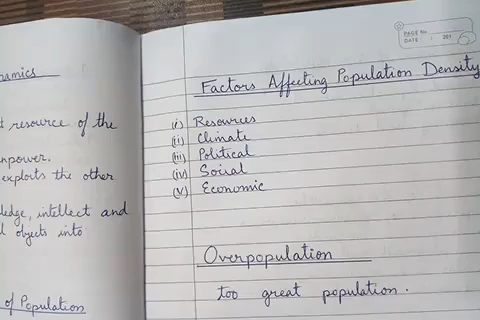 namics
t resource of the
npower.
exploits the other
ledge, intellect and
l objects into
of Population
PAGE No.
DATE : 201
Factors Affecting Population Density
(i) Resources
(ii) Climate
(iii) Political
(iv) Social
(v) Economic
Overpopulation
too great population.